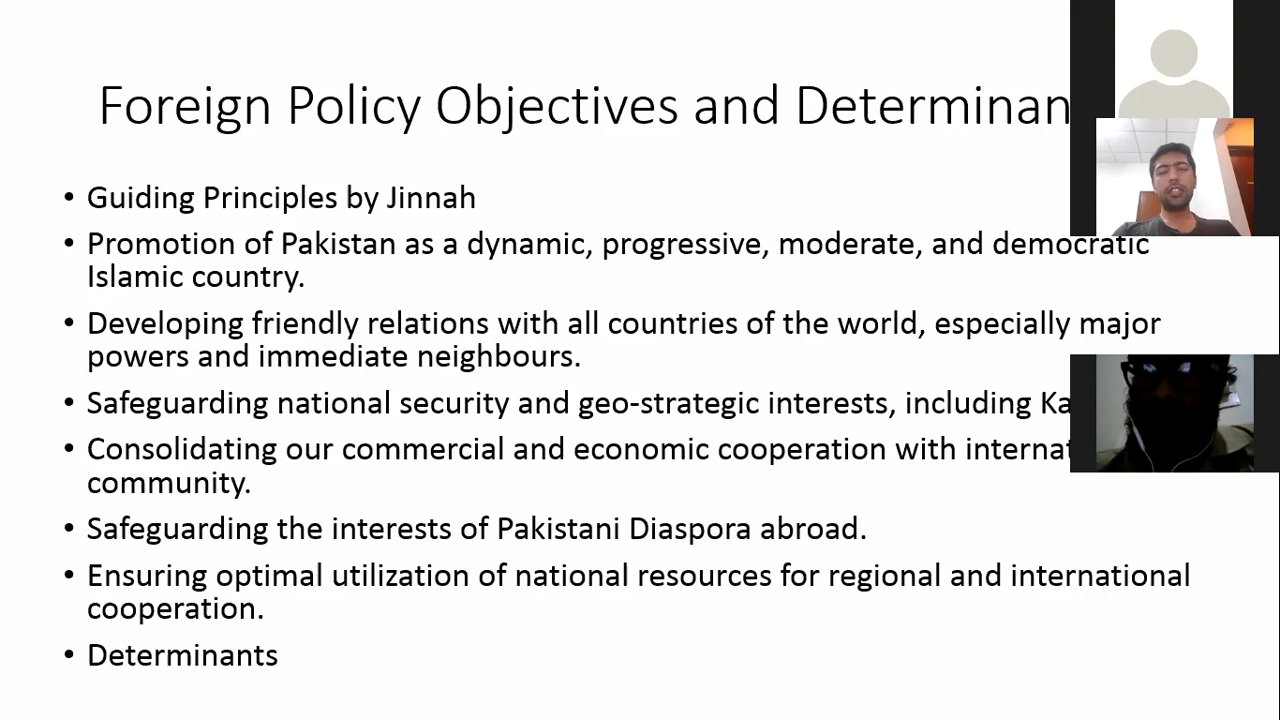 Foreign Policy Objectives and Determinan
• Guiding Principles by Jinnah
• Promotion of Pakistan as a dynamic, progressive, moderate, and democratic
Islamic country.
• Developing friendly relations with all countries of the world, especially major
powers and immediate neighbours.
• Safeguarding national security and geo-strategic interests, including Ka
• Consolidating our commercial and economic cooperation with internat
community.
• Safeguarding the interests of Pakistani Diaspora abroad.
• Ensuring optimal utilization of national resources for regional and international
cooperation.
• Determinants